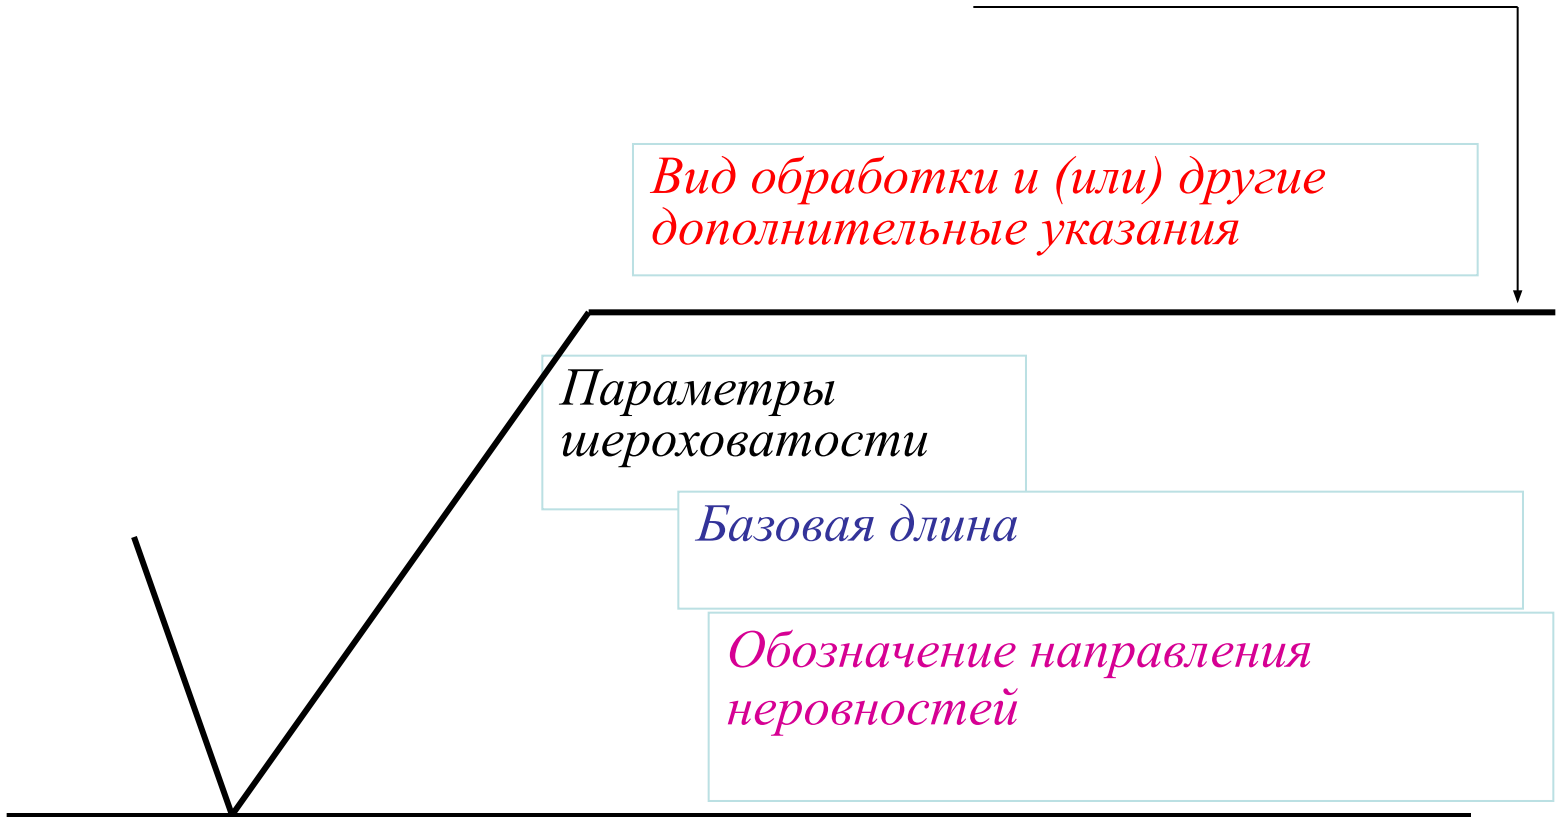 Вид обработки и (или) другие
дополнительные указания
Параметры
шероховатости
Базовая длина
Обозначение направления
неровностей